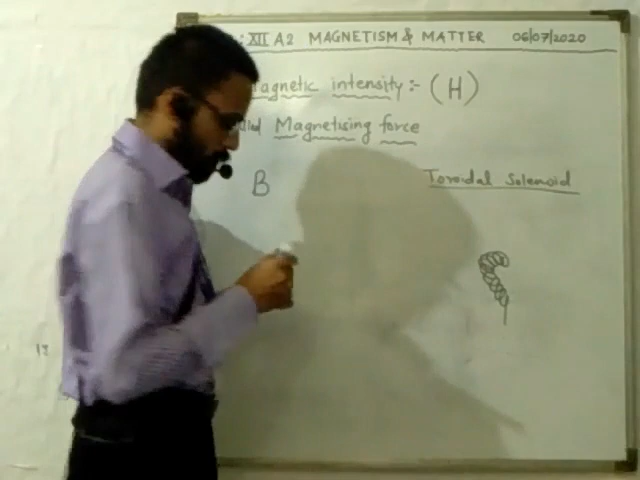 : XII A2 MAGNETISM & MATTER 06/07/2020
agnetic intensity :- (H)
Magnetising force
B
Toroidal Solenoid